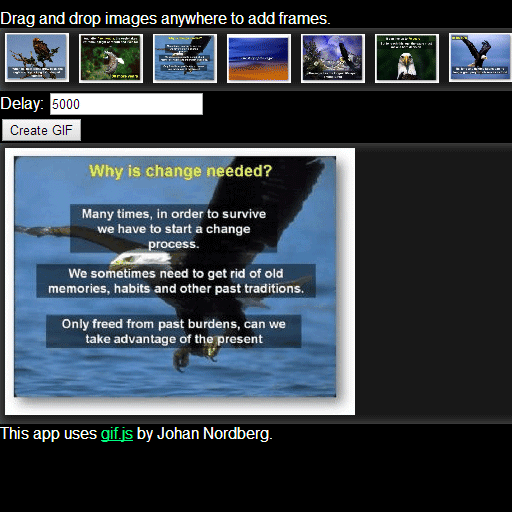 Drag and drop images anywhere to add frames.
Delay: 5000
Create GIF
Why is change needed?
Many times, in order to survive
we have to start a change
process.
We sometimes need to get rid of old
memories, habits and other past traditions.
Only freed from past burdens, can we
take advantage of the present
This app uses gif.js by Johan Nordberg.